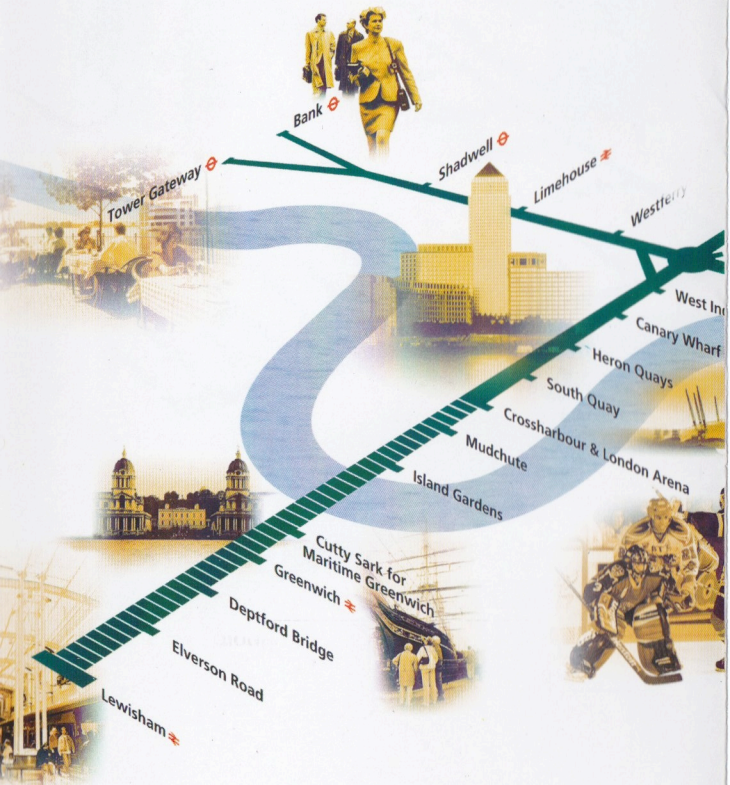 Bank
Tower Gateway
Shadwell
Limehouse
Westferry
West
Canary Wharf
Heron Quays
South Quay
Crossharbour & London Arena
Mudchute
Island Gardens
Cutty Sark for
Maritime Greenwich
Greenwich
Deptford Bridge
Elverson Road
Lewisham